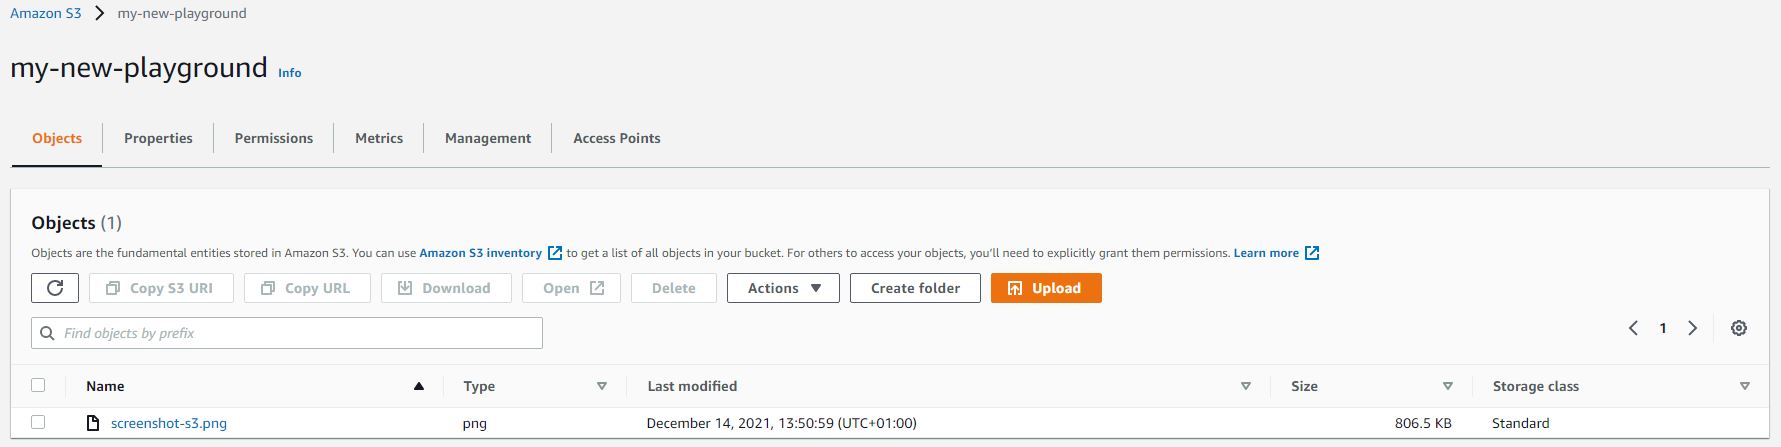 Amazon S3 > my-new-playground
my-new-playground Info
Objects Properties Permissions Metrics Management Access Points
Objects (1)
Objects are the fundamental entities stored in Amazon S3. You can use Amazon S3 inventory to get a list of all objects in your bucket. For others to access your objects, you'll need to explicitly grant them permissions. Learn more
Copy S3 URI Copy URL Download Open Delete Actions Create folder Upload
Find objects by prefix 1
Name Type Last modified Size Storage class
screenshot-s3.png png December 14, 2021, 13:50:59 (UTC+01:00) 806.5 KB Standard